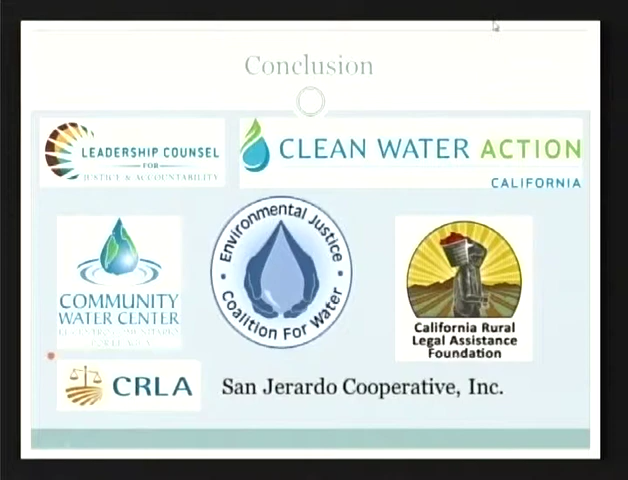 Conclusion
LEADERSHIP COUNSEL
FOR
JUSTICE & ACCOUNTABILITY
CLEAN WATER ACTION
CALIFORNIA
COMMUNITY
WATER CENTER
Environmental Justice
Coalition For Water
California Rural
Legal Assistance
Foundation
CRLA
San Jerardo Cooperative, Inc.